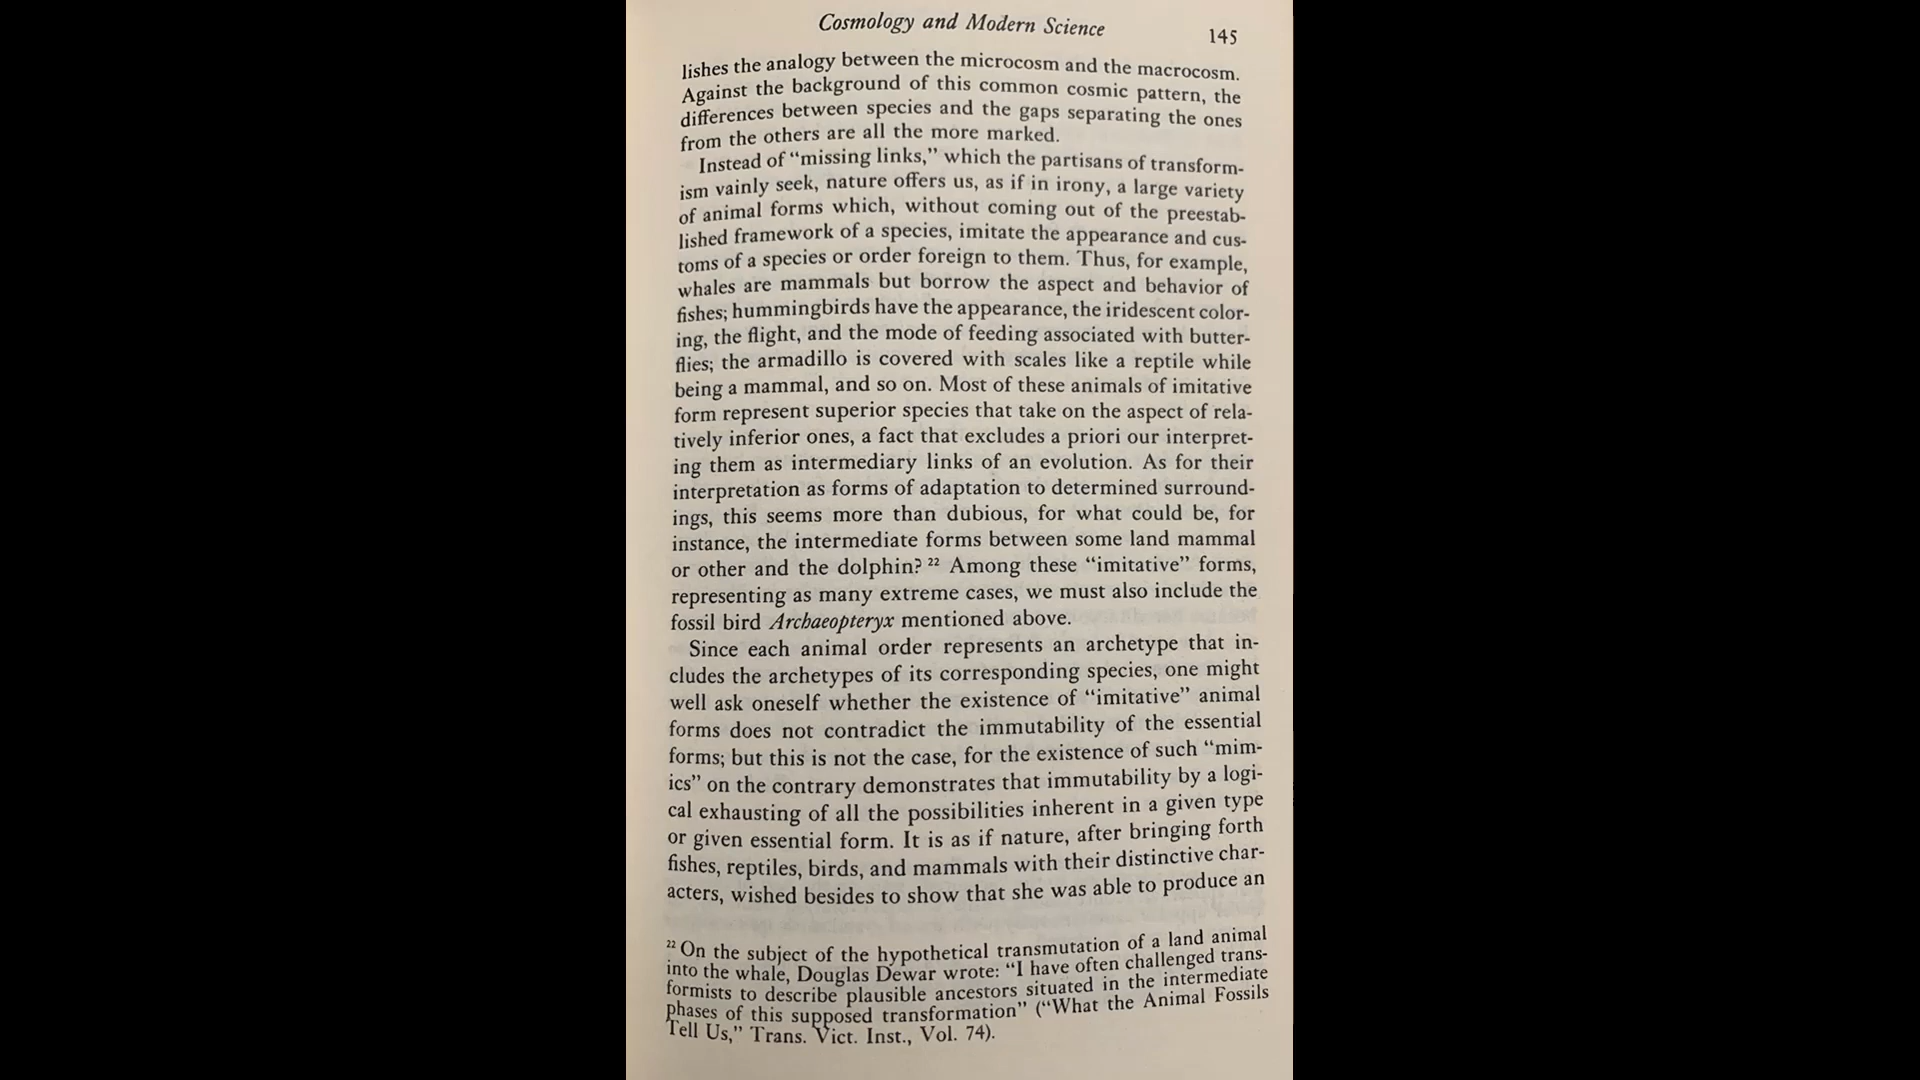 Cosmology and Modern Science
145
lishes the analogy between the microcosm and the macrocosm.
Against the background of this common cosmic pattern, the
differences between species and the gaps separating the ones
from the others are all the more marked.
Instead of “missing links,” which the partisans of transform-
ism vainly seek, nature offers us, as if in irony, a large variety
of animal forms which, without coming out of the preestab-
lished framework of a species, imitate the appearance and cus-
toms of a species or order foreign to them. Thus, for example,
whales are mammals but borrow the aspect and behavior of
fishes; hummingbirds have the appearance, the iridescent color-
ing, the flight, and the mode of feeding associated with butter-
flies; the armadillo is covered with scales like a reptile while
being a mammal, and so on. Most of these animals of imitative
form represent superior species that take on the aspect of rela-
tively inferior ones, a fact that excludes a priori our interpret-
ing them as intermediary links of an evolution. As for their
interpretation as forms of adaptation to determined surround-
ings, this seems more than dubious, for what could be, for
instance, the intermediate forms between some land mammal
or other and the dolphin? ²² Among these “imitative” forms,
representing as many extreme cases, we must also include the
fossil bird Archaeopteryx mentioned above.
Since each animal order represents an archetype that in-
cludes the archetypes of its corresponding species, one might
well ask oneself whether the existence of “imitative” animal
forms does not contradict the immutability of the essential
forms; but this is not the case, for the existence of such “mim-
ics” on the contrary demonstrates that immutability by a logi-
cal exhausting of all the possibilities inherent in a given type
or given essential form. It is as if nature, after bringing forth
fishes, reptiles, birds, and mammals with their distinctive char-
acters, wished besides to show that she was able to produce an
²² On the subject of the hypothetical transmutation of a land animal
into the whale, Douglas Dewar wrote: “I have often challenged trans-
formists to describe plausible ancestors situated in the intermediate
phases of this supposed transformation” (“What the Animal Fossils
Tell Us,” Trans. Vict. Inst., Vol. 74).